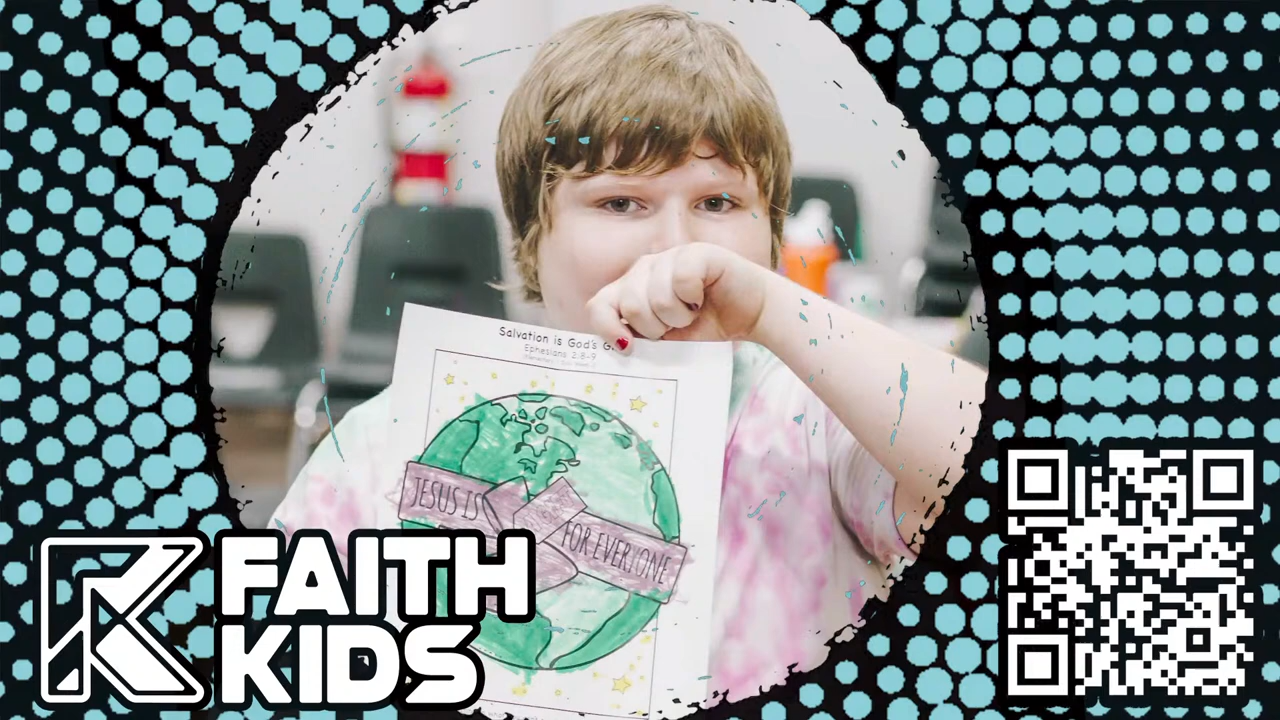 Salvation is God's
Ephesians 2:8-9
JESUS IS
FOR EVERYONE
FAITH
KIDS